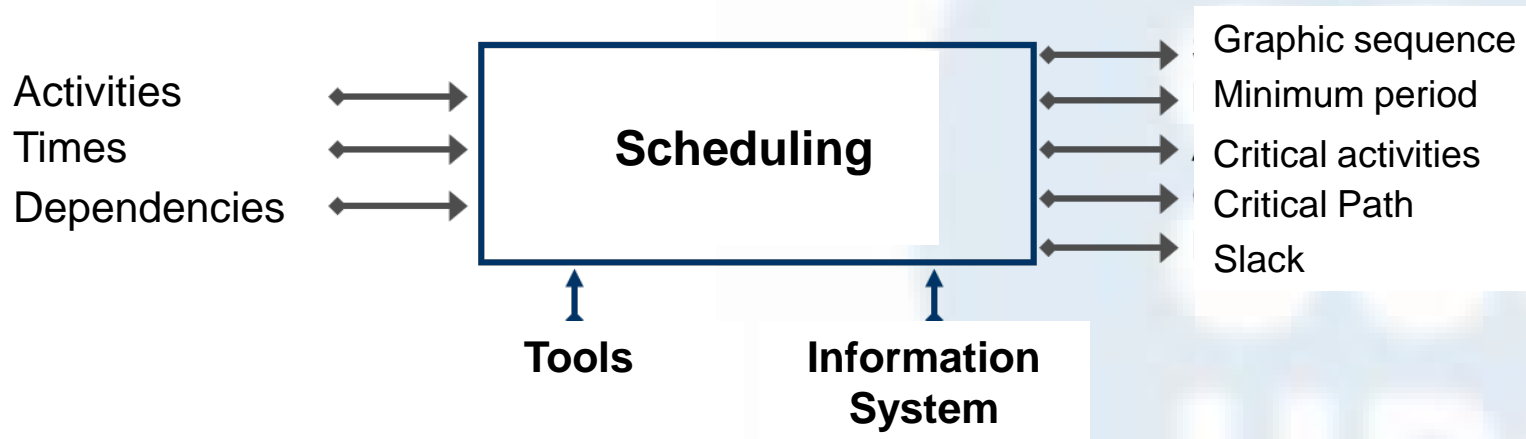 Activities
Times
Dependencies
Scheduling
Graphic sequence
Minimum period
Critical activities
Critical Path
Slack
Tools
Information
System